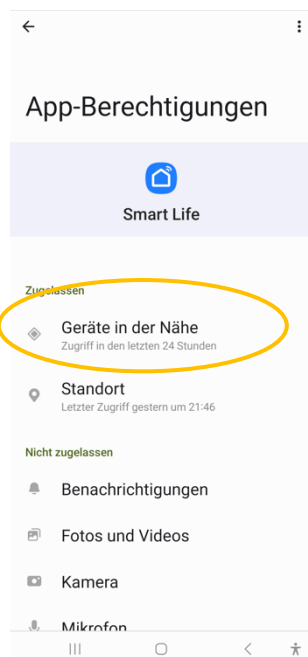 App-Berechtigungen
Smart Life
Zugelassen
Geräte in der Nähe
Zugriff in den letzten 24 Stunden
Standort
Letzter Zugriff gestern um 21:46
Nicht zugelassen
Benachrichtigungen
Fotos und Videos
Kamera
Mikrofon